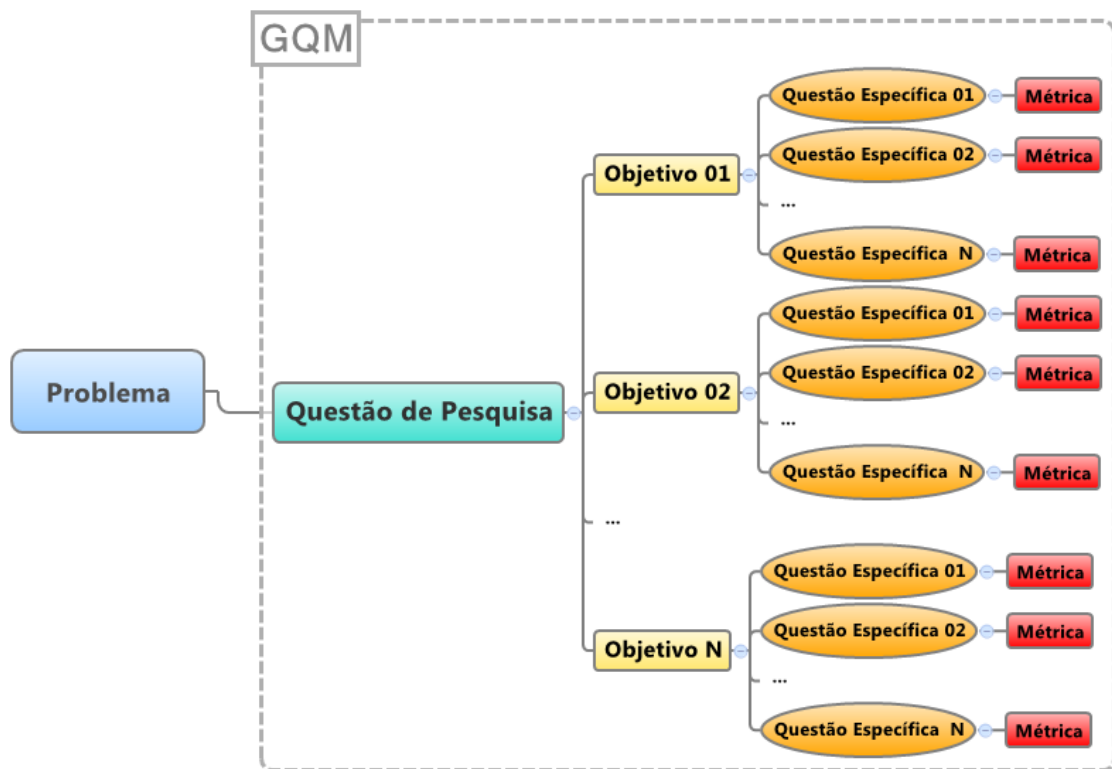 GQM
Problema
Questão de Pesquisa
Objetivo 01
Questão Específica 01
Métrica
Questão Específica 02
Métrica
...
Questão Específica N
Métrica
Objetivo 02
Questão Específica 01
Métrica
Questão Específica 02
Métrica
...
Questão Específica N
Métrica
...
Objetivo N
Questão Específica 01
Métrica
Questão Específica 02
Métrica
...
Questão Específica N
Métrica